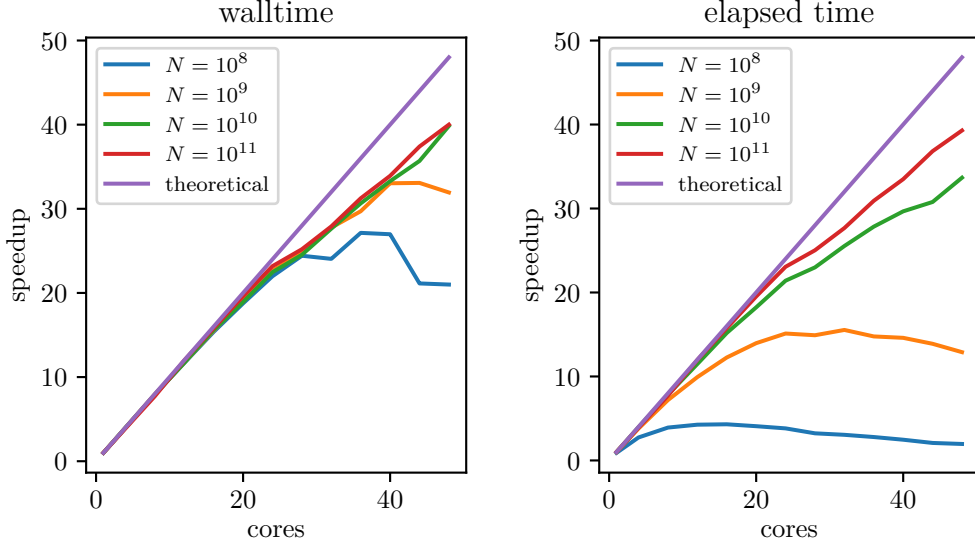 walltime
50
40
30
20
10
0
speedup
N = 10^8
N = 10^9
N = 10^10
N = 10^11
theoretical
0
20
40
cores
elapsed time
50
40
30
20
10
0
speedup
N = 10^8
N = 10^9
N = 10^10
N = 10^11
theoretical
0
20
40
cores